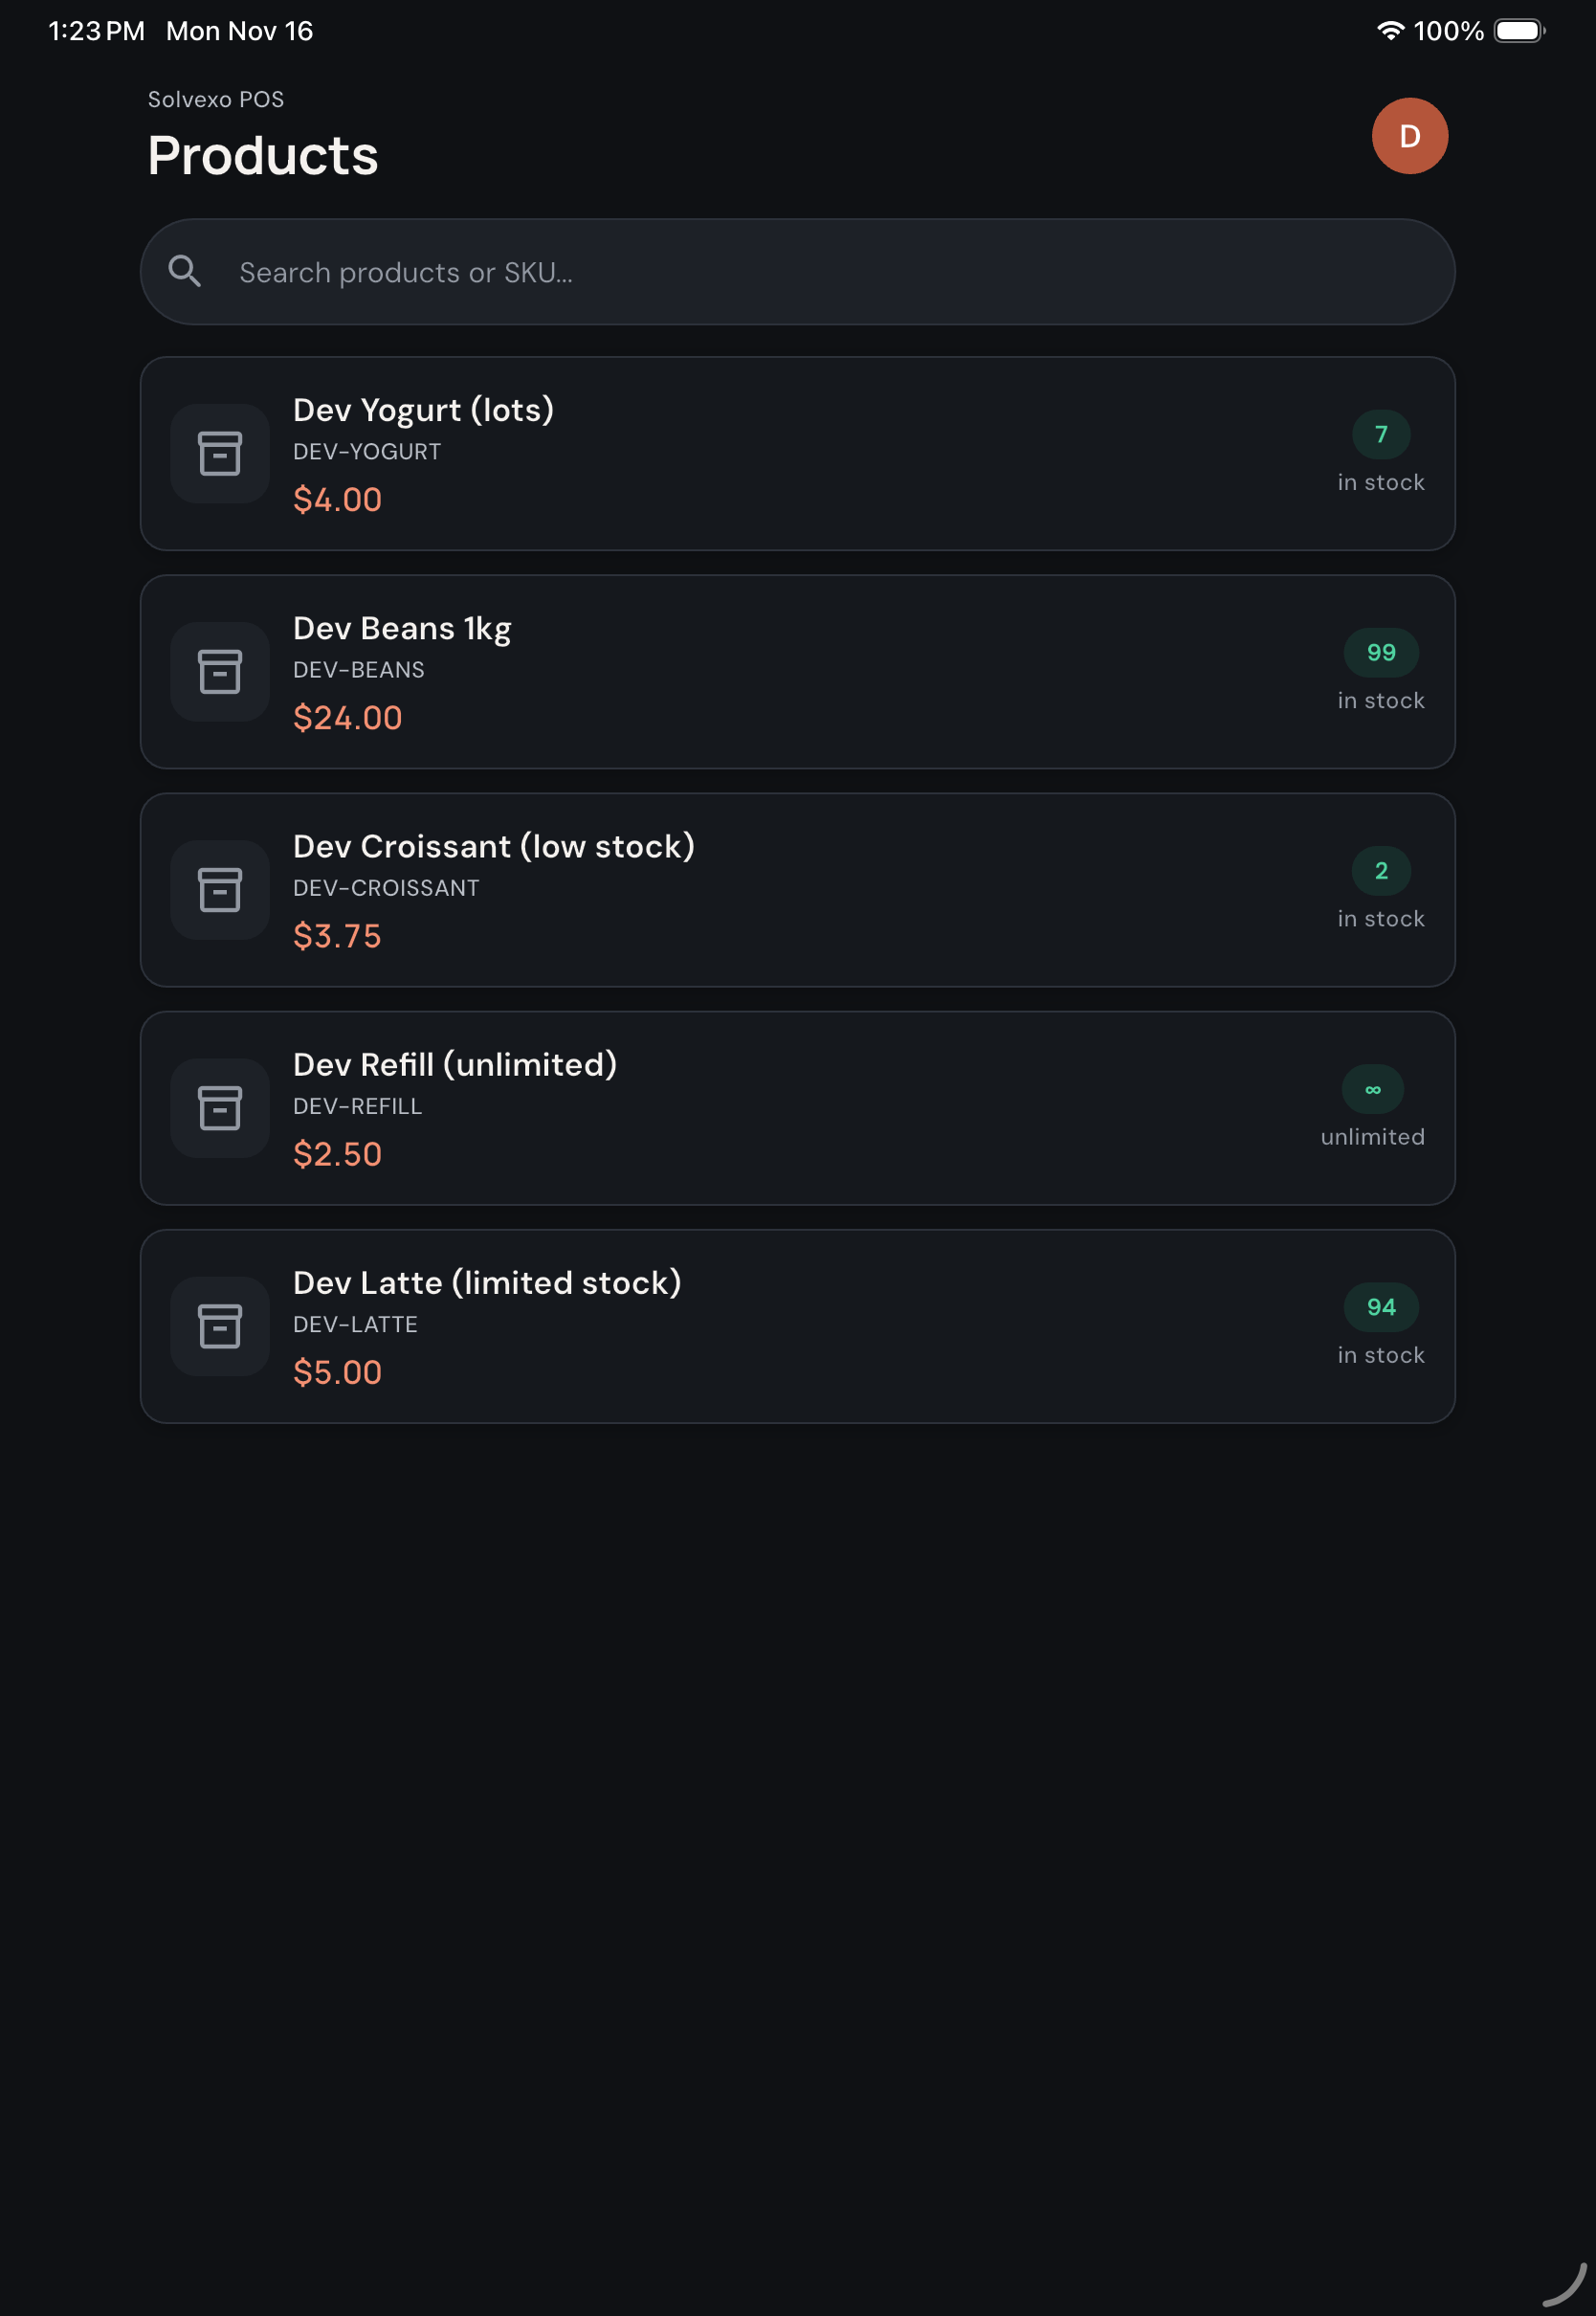 1:23 PM Mon Nov 16
100%
Solvexo POS
Products
D
Search products or SKU...
Dev Yogurt (lots)
DEV-YOGURT
$4.00
7
in stock
Dev Beans 1kg
DEV-BEANS
$24.00
99
in stock
Dev Croissant (low stock)
DEV-CROISSANT
$3.75
2
in stock
Dev Refill (unlimited)
DEV-REFILL
$2.50
∞
unlimited
Dev Latte (limited stock)
DEV-LATTE
$5.00
94
in stock